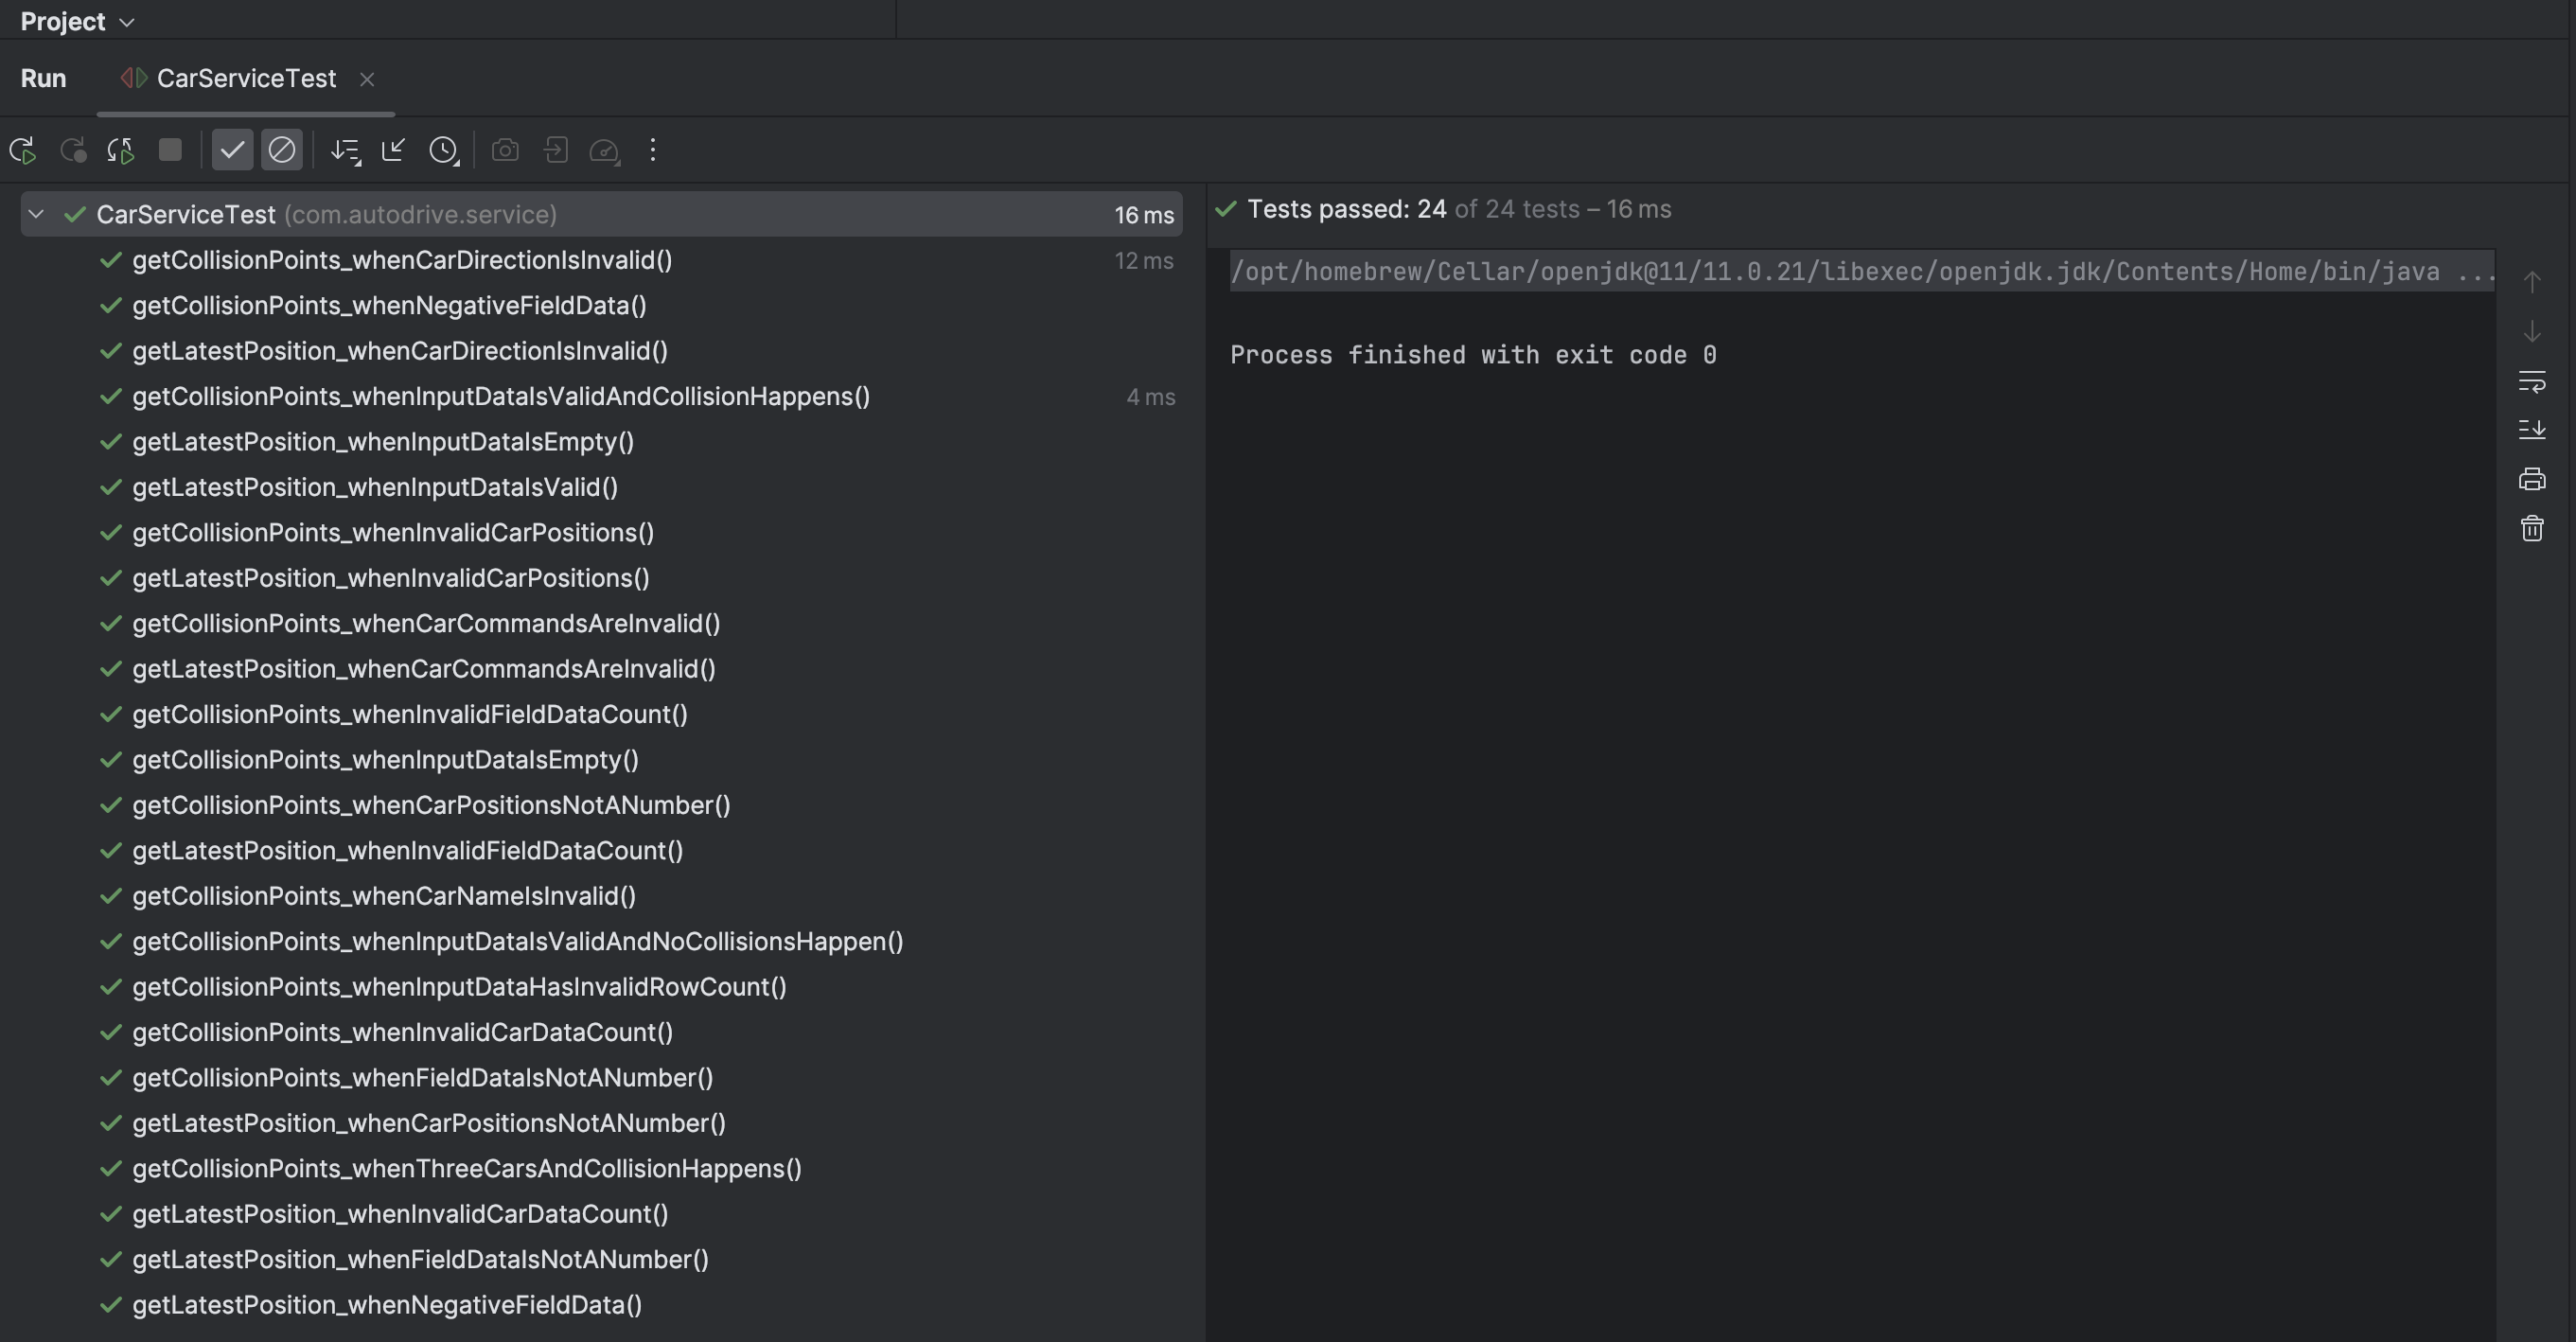 Project
Run CarServiceTest
CarServiceTest (com.autodrive.service) 16 ms
getCollisionPoints_whenCarDirectionIsInvalid() 12 ms
getCollisionPoints_whenNegativeFieldData()
getLatestPosition_whenCarDirectionIsInvalid()
getCollisionPoints_whenInputDataIsValidAndCollisionHappens() 4 ms
getLatestPosition_whenInputDataIsEmpty()
getLatestPosition_whenInputDataIsValid()
getCollisionPoints_whenInvalidCarPositions()
getLatestPosition_whenInvalidCarPositions()
getCollisionPoints_whenCarCommandsAreInvalid()
getLatestPosition_whenCarCommandsAreInvalid()
getCollisionPoints_whenInvalidFieldDataCount()
getCollisionPoints_whenInputDataIsEmpty()
getCollisionPoints_whenCarPositionsNotANumber()
getLatestPosition_whenInvalidFieldDataCount()
getCollisionPoints_whenCarNameIsInvalid()
getCollisionPoints_whenInputDataIsValidAndNoCollisionsHappen()
getCollisionPoints_whenInputDataHasInvalidRowCount()
getCollisionPoints_whenInvalidCarDataCount()
getCollisionPoints_whenFieldDataIsNotANumber()
getLatestPosition_whenCarPositionsNotANumber()
getCollisionPoints_whenThreeCarsAndCollisionHappens()
getLatestPosition_whenInvalidCarDataCount()
getLatestPosition_whenFieldDataIsNotANumber()
getLatestPosition_whenNegativeFieldData()
Tests passed: 24 of 24 tests – 16 ms
/opt/homebrew/Cellar/openjdk@11/11.0.21/libexec/openjdk.jdk/Contents/Home/bin/java ...
Process finished with exit code 0